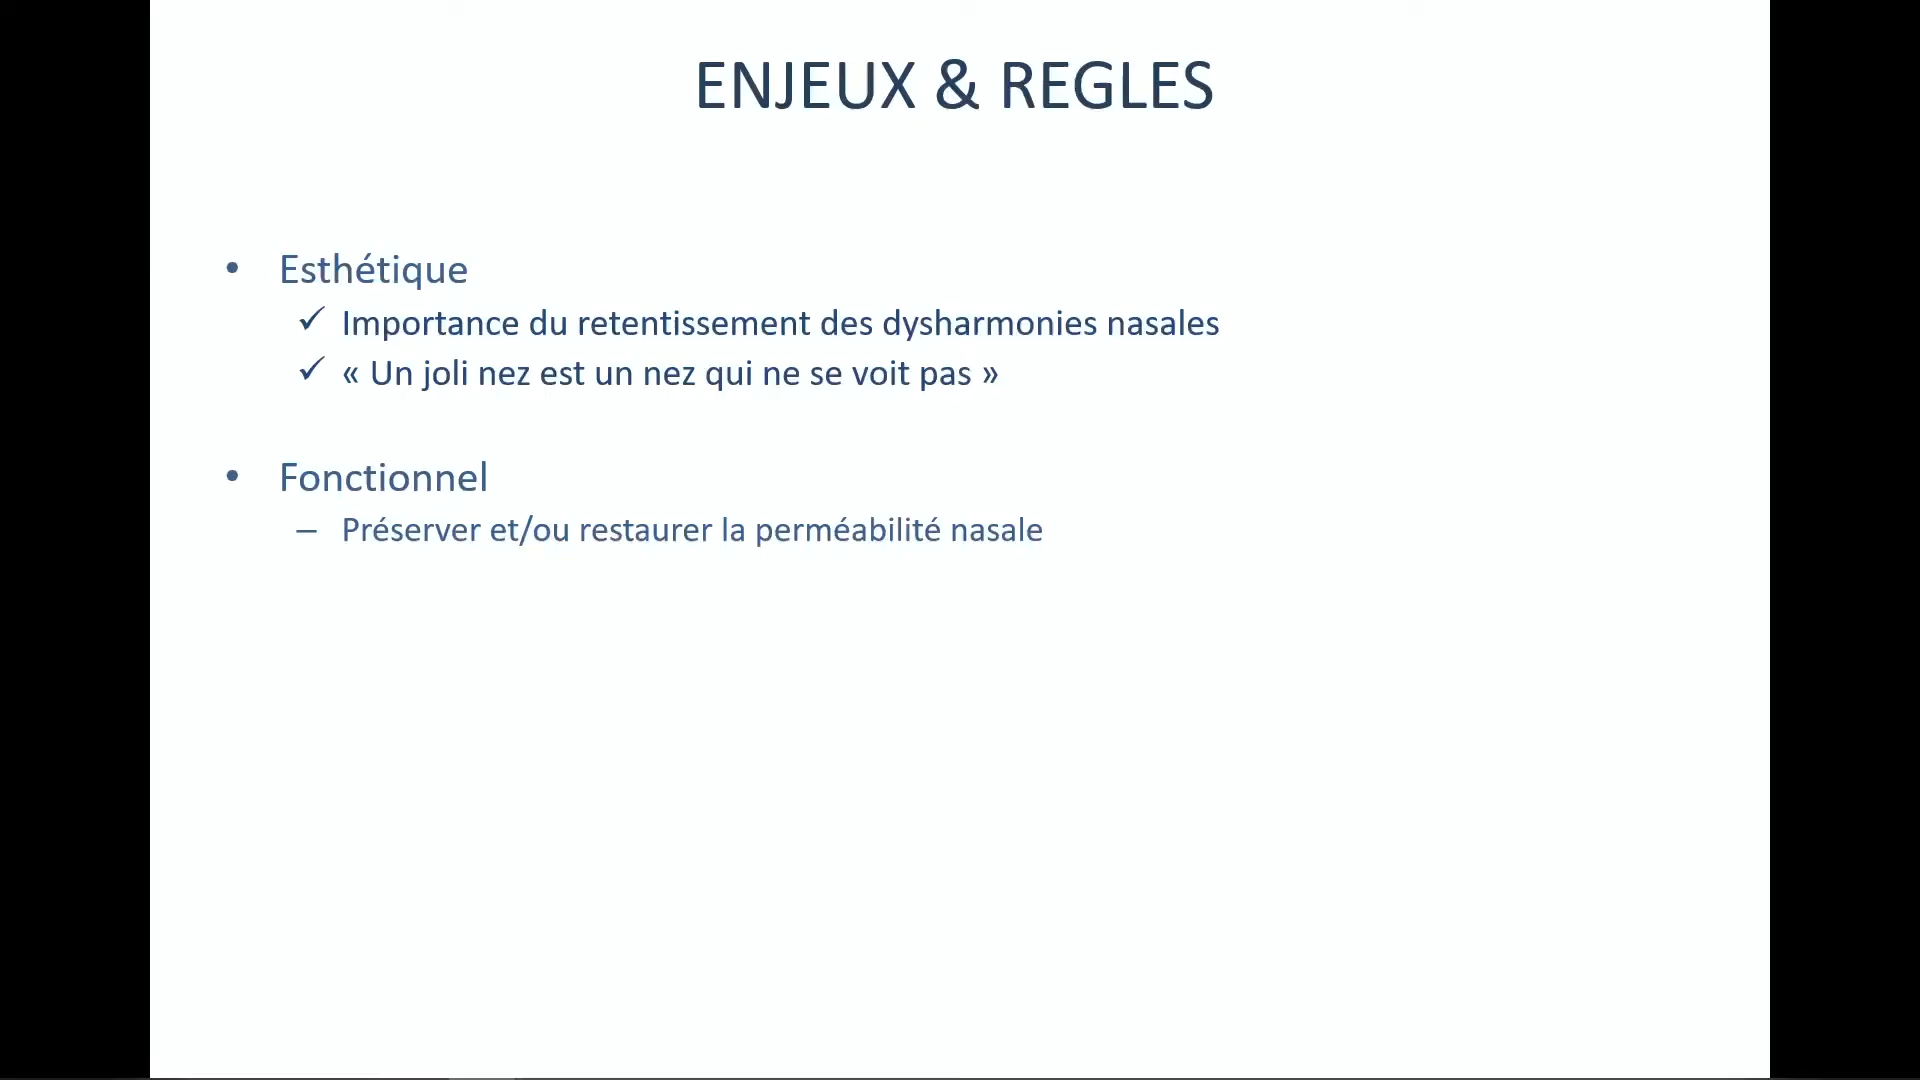 ENJEUX & REGLES
• Esthétique
✓ Importance du retentissement des dysharmonies nasales
✓ « Un joli nez est un nez qui ne se voit pas »
• Fonctionnel
– Préserver et/ou restaurer la perméabilité nasale